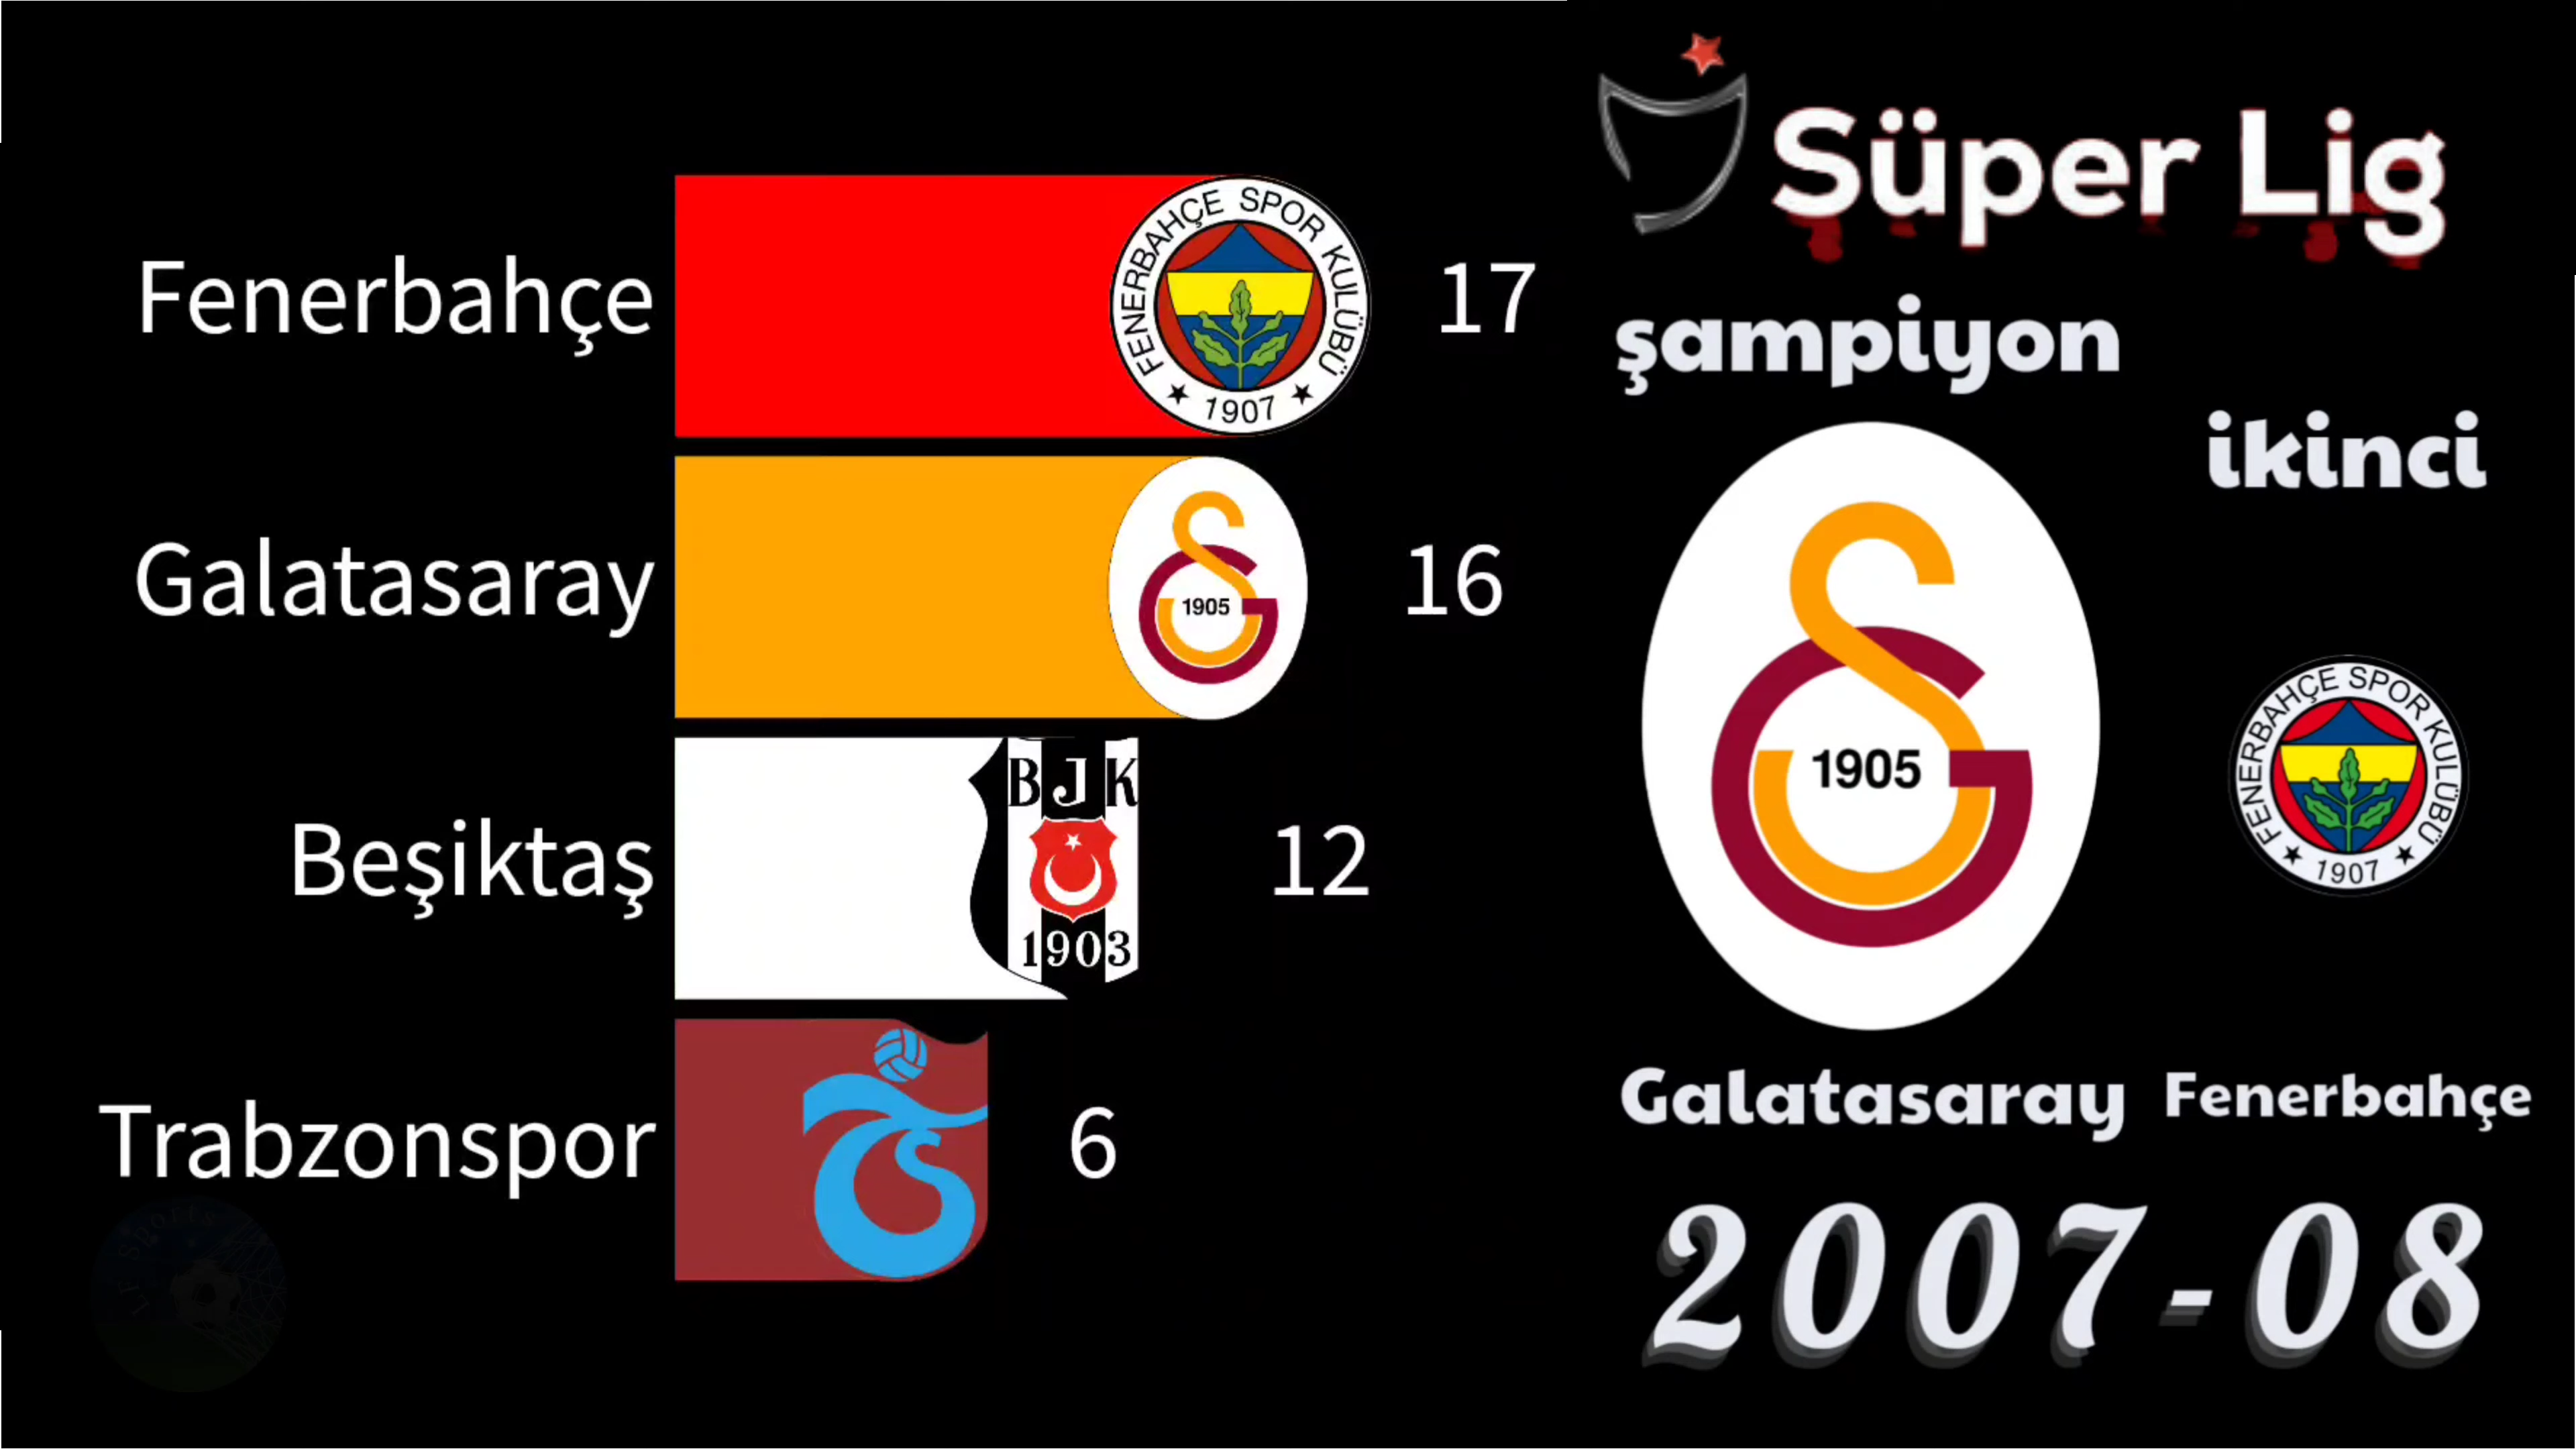 Fenerbahçe
FENERBAHÇE SPOR KULÜBÜ
1907
17
Galatasaray
1905
16
Beşiktaş
BJK
1903
12
Trabzonspor
6
Süper Lig
şampiyon
ikinci
1905
FENERBAHÇE SPOR KULÜBÜ
1907
Galatasaray
Fenerbahçe
2007-08